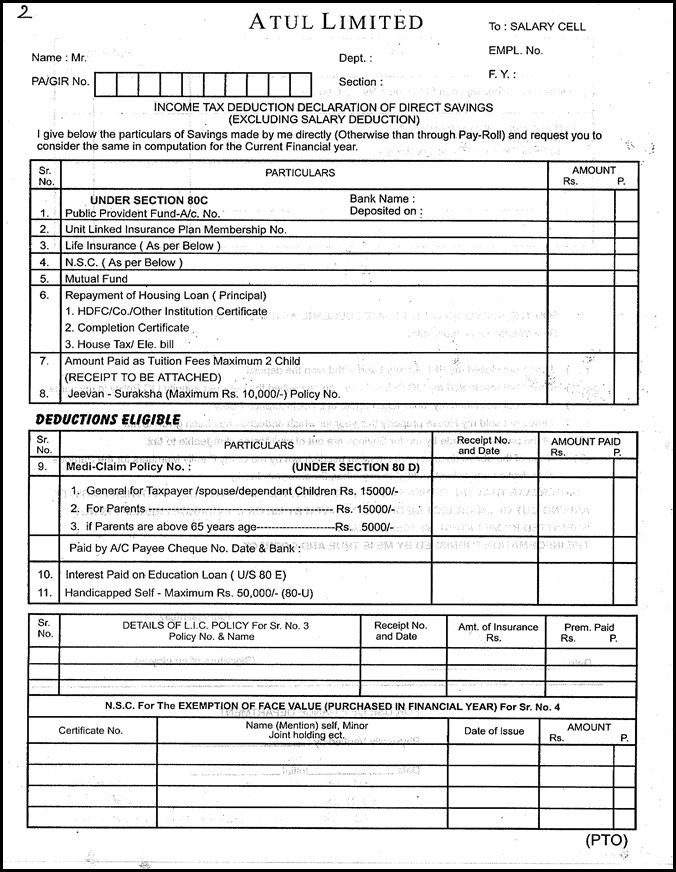 2
ATUL LIMITED
To : SALARY CELL
Name : Mr.
Dept. :
EMPL. No.
PA/GIR No.
Section :
F. Y. :
INCOME TAX DEDUCTION DECLARATION OF DIRECT SAVINGS
(EXCLUDING SALARY DEDUCTION)
I give below the particulars of Savings made by me directly (Otherwise than through Pay-Roll) and request you to
consider the same in computation for the Current Financial year.
Sr. No. PARTICULARS AMOUNT Rs. P.
UNDER SECTION 80C Bank Name :
1. Public Provident Fund-A/c. No. Deposited on :
2. Unit Linked Insurance Plan Membership No.
3. Life Insurance ( As per Below )
4. N.S.C. ( As per Below )
5. Mutual Fund
6. Repayment of Housing Loan ( Principal)
1. HDFC/Co./Other Institution Certificate
2. Completion Certificate
3. House Tax/ Ele. bill
7. Amount Paid as Tuition Fees Maximum 2 Child
(RECEIPT TO BE ATTACHED)
8. Jeevan - Suraksha (Maximum Rs. 10,000/-) Policy No.
DEDUCTIONS ELIGIBLE
Sr. No. PARTICULARS Receipt No. and Date AMOUNT PAID Rs. P.
9. Medi-Claim Policy No. : (UNDER SECTION 80 D)
1. General for Taxpayer /spouse/dependant Children Rs. 15000/-
2. For Parents ------------------------------------ Rs. 15000/-
3. if Parents are above 65 years age----------------------Rs. 5000/-
Paid by A/C Payee Cheque No. Date & Bank :
10. Interest Paid on Education Loan ( U/S 80 E)
11. Handicapped Self - Maximum Rs. 50,000/- (80-U)
Sr. No. DETAILS OF L.I.C. POLICY For Sr. No. 3 Policy No. & Name Receipt No. and Date Amt. of Insurance Rs. Prem. Paid Rs. P.
N.S.C. For The EXEMPTION OF FACE VALUE (PURCHASED IN FINANCIAL YEAR) For Sr. No. 4
Certificate No. Name (Mention) self, Minor Joint holding ect. Date of Issue AMOUNT Rs. P.
(PTO)